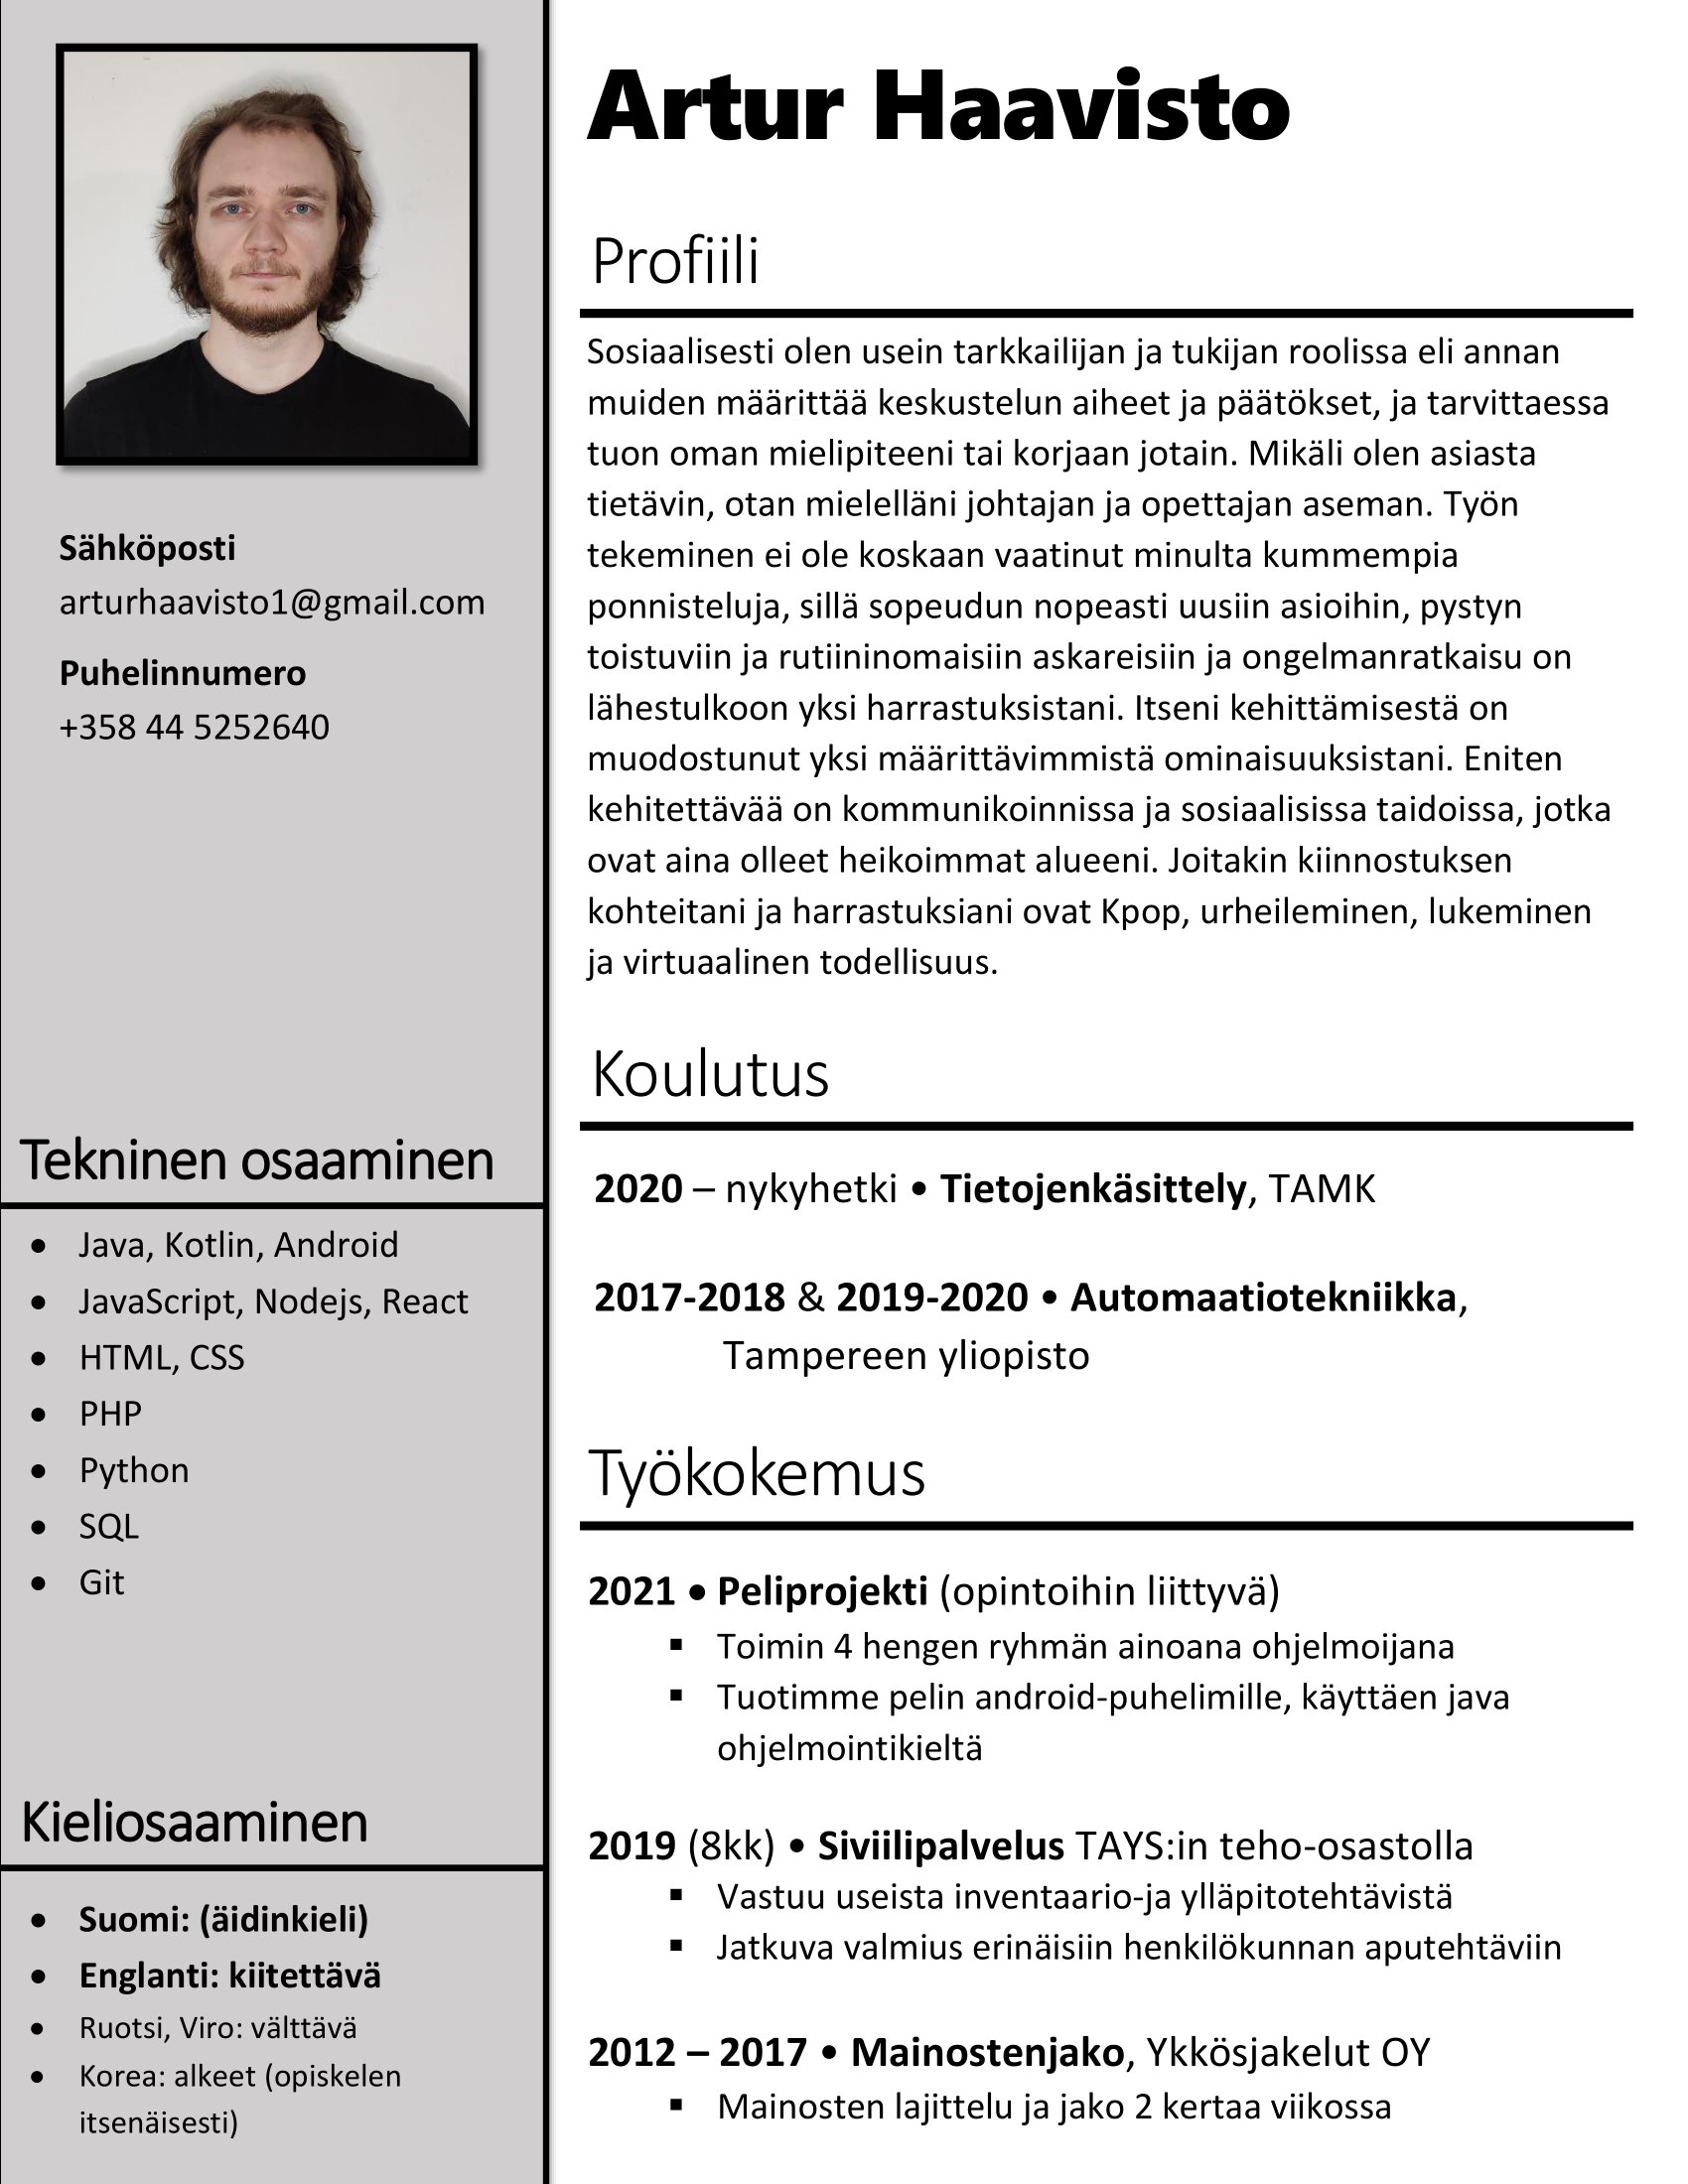 Artur Haavisto
Sähköposti
arturhaavisto1@gmail.com
Puhelinnumero
+358 44 5252640
Tekninen osaaminen
• Java, Kotlin, Android
• JavaScript, Nodejs, React
• HTML, CSS
• PHP
• Python
• SQL
• Git
Kieliosaaminen
• Suomi: (äidinkieli)
• Englanti: kiitettävä
• Ruotsi, Viro: välttävä
• Korea: alkeet (opiskelen
itsenäisesti)
Profiili
Sosiaalisesti olen usein tarkkailijan ja tukijan roolissa eli annan
muiden määrittää keskustelun aiheet ja päätökset, ja tarvittaessa
tuon oman mielipiteeni tai korjaan jotain. Mikäli olen asiasta
tietävin, otan mielelläni johtajan ja opettajan aseman. Työn
tekeminen ei ole koskaan vaatinut minulta kummempia
ponnisteluja, sillä sopeudun nopeasti uusiin asioihin, pystyn
toistuviin ja rutiininomaisiin askareisiin ja ongelmanratkaisu on
lähestulkoon yksi harrastuksistani. Itseni kehittämisestä on
muodostunut yksi määrittävimmistä ominaisuuksistani. Eniten
kehitettävää on kommunikoinnissa ja sosiaalisissa taidoissa, jotka
ovat aina olleet heikoimmat alueeni. Joitakin kiinnostuksen
kohteitani ja harrastuksiani ovat Kpop, urheileminen, lukeminen
ja virtuaalinen todellisuus.
Koulutus
2020 – nykyhetki • Tietojenkäsittely, TAMK
2017-2018 & 2019-2020 • Automaatiotekniikka,
Tampereen yliopisto
Työkokemus
2021 • Peliprojekti (opintoihin liittyvä)
▪ Toimin 4 hengen ryhmän ainoana ohjelmoijana
▪ Tuotimme pelin android-puhelimille, käyttäen java
ohjelmointikieltä
2019 (8kk) • Siviilipalvelus TAYS:in teho-osastolla
▪ Vastuu useista inventaario-ja ylläpitotehtävistä
▪ Jatkuva valmius erinäisiin henkilökunnan aputehtäviin
2012 – 2017 • Mainostenjako, Ykkösjakelut OY
▪ Mainosten lajittelu ja jako 2 kertaa viikossa